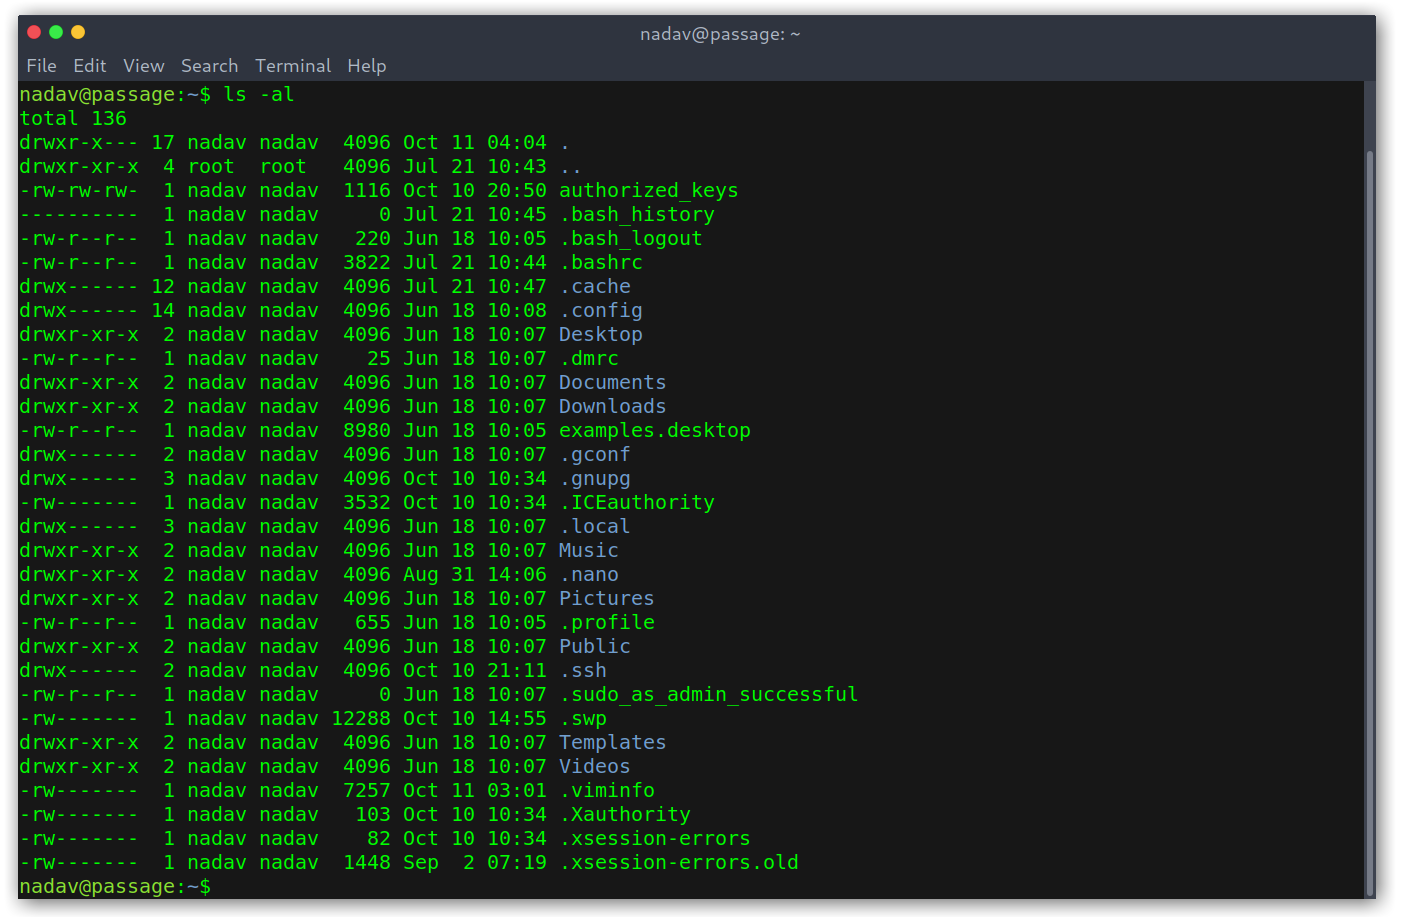 nadav@passage: ~
File Edit View Search Terminal Help
nadav@passage:~$ ls -al
total 136
drwxr-x--- 17 nadav nadav  4096 Oct 11 04:04 .
drwxr-xr-x  4 root  root   4096 Jul 21 10:43 ..
-rw-rw-rw-  1 nadav nadav  1116 Oct 10 20:50 authorized_keys
----------  1 nadav nadav     0 Jul 21 10:45 .bash_history
-rw-r--r--  1 nadav nadav   220 Jun 18 10:05 .bash_logout
-rw-r--r--  1 nadav nadav  3822 Jul 21 10:44 .bashrc
drwx------ 12 nadav nadav  4096 Jul 21 10:47 .cache
drwx------ 14 nadav nadav  4096 Jun 18 10:08 .config
drwxr-xr-x  2 nadav nadav  4096 Jun 18 10:07 Desktop
-rw-r--r--  1 nadav nadav    25 Jun 18 10:07 .dmrc
drwxr-xr-x  2 nadav nadav  4096 Jun 18 10:07 Documents
drwxr-xr-x  2 nadav nadav  4096 Jun 18 10:07 Downloads
-rw-r--r--  1 nadav nadav  8980 Jun 18 10:05 examples.desktop
drwx------  2 nadav nadav  4096 Jun 18 10:07 .gconf
drwx------  3 nadav nadav  4096 Oct 10 10:34 .gnupg
-rw-------  1 nadav nadav  3532 Oct 10 10:34 .ICEauthority
drwx------  3 nadav nadav  4096 Jun 18 10:07 .local
drwxr-xr-x  2 nadav nadav  4096 Jun 18 10:07 Music
drwxr-xr-x  2 nadav nadav  4096 Aug 31 14:06 .nano
drwxr-xr-x  2 nadav nadav  4096 Jun 18 10:07 Pictures
-rw-r--r--  1 nadav nadav   655 Jun 18 10:05 .profile
drwxr-xr-x  2 nadav nadav  4096 Jun 18 10:07 Public
drwx------  2 nadav nadav  4096 Oct 10 21:11 .ssh
-rw-r--r--  1 nadav nadav     0 Jun 18 10:07 .sudo_as_admin_successful
-rw-------  1 nadav nadav 12288 Oct 10 14:55 .swp
drwxr-xr-x  2 nadav nadav  4096 Jun 18 10:07 Templates
drwxr-xr-x  2 nadav nadav  4096 Jun 18 10:07 Videos
-rw-------  1 nadav nadav  7257 Oct 11 03:01 .viminfo
-rw-------  1 nadav nadav   103 Oct 10 10:34 .Xauthority
-rw-------  1 nadav nadav    82 Oct 10 10:34 .xsession-errors
-rw-------  1 nadav nadav  1448 Sep  2 07:19 .xsession-errors.old
nadav@passage:~$